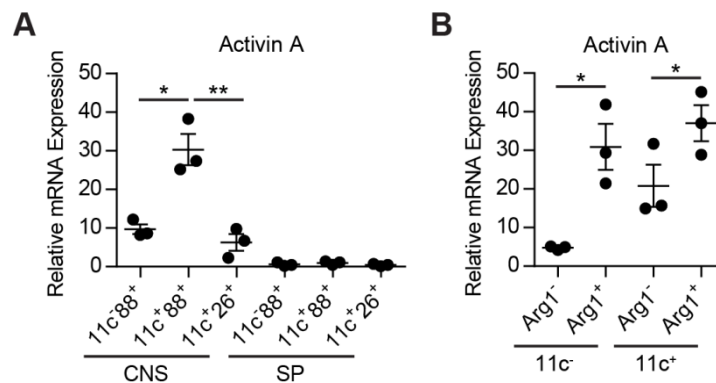 A
Activin A
Relative mRNA Expression
50
40
30
20
10
0
* **
11c⁻88⁺
11c⁺88⁺
11c⁺26⁺
11c⁻88⁺
11c⁺88⁺
11c⁺26⁺
CNS
SP
B
Activin A
Relative mRNA Expression
50
40
30
20
10
0
* *
Arg1⁻
Arg1⁺
Arg1⁻
Arg1⁺
11c⁻
11c⁺